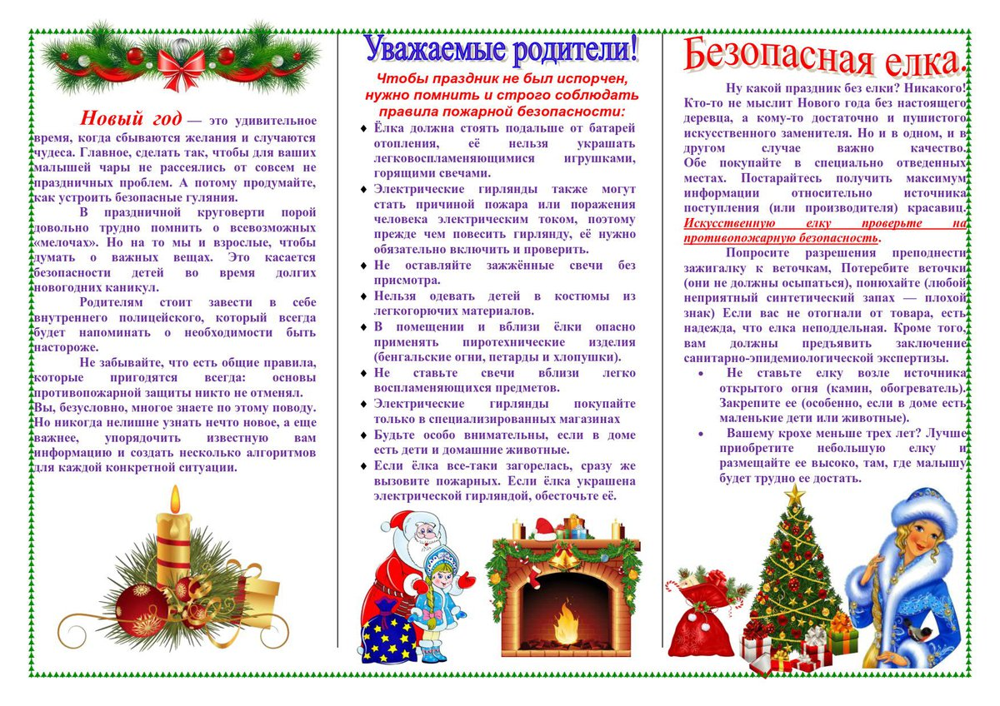 Новый год — это удивительное
время, когда сбываются желания и случаются
чудеса. Главное, сделать так, чтобы для ваших
малышей чары не рассеялись от совсем не
праздничных проблем. А потому продумайте,
как устроить безопасные гуляния.
В праздничной круговерти порой
довольно трудно помнить о всевозможных
«мелочах». Но на то мы и взрослые, чтобы
думать о важных вещах. Это касается
безопасности детей во время долгих
новогодних каникул.
Родителям стоит завести в себе
внутреннего полицейского, который всегда
будет напоминать о необходимости быть
настороже.
Не забывайте, что есть общие правила,
которые пригодятся всегда: основы
противопожарной защиты никто не отменял.
Вы, безусловно, многое знаете по этому поводу.
Но никогда нелишне узнать нечто новое, а еще
важнее, упорядочить известную вам
информацию и создать несколько алгоритмов
для каждой конкретной ситуации.
Уважаемые родители!
Чтобы праздник не был испорчен,
нужно помнить и строго соблюдать
правила пожарной безопасности:
♦ Ёлка должна стоять подальше от батарей
отопления, её нельзя украшать
легковоспламеняющимися игрушками,
горящими свечами.
♦ Электрические гирлянды также могут
стать причиной пожара или поражения
человека электрическим током, поэтому
прежде чем повесить гирлянду, её нужно
обязательно включить и проверить.
♦ Не оставляйте зажжённые свечи без
присмотра.
♦ Нельзя одевать детей в костюмы из
легкогорючих материалов.
♦ В помещении и вблизи ёлки опасно
применять пиротехнические изделия
(бенгальские огни, петарды и хлопушки).
♦ Не ставьте свечи вблизи легко
воспламеняющихся предметов.
♦ Электрические гирлянды покупайте
только в специализированных магазинах
♦ Будьте особо внимательны, если в доме
есть дети и домашние животные.
♦ Если ёлка все-таки загорелась, сразу же
вызовите пожарных. Если ёлка украшена
электрической гирляндой, обесточьте её.
Безопасная елка.
Ну какой праздник без елки? Никакого!
Кто-то не мыслит Нового года без настоящего
деревца, а кому-то достаточно и пушистого
искусственного заменителя. Но и в одном, и в
другом случае важно качество.
Обе покупайте в специально отведенных
местах. Постарайтесь получить максимум
информации относительно источника
поступления (или производителя) красавиц.
Искусственную елку проверьте на
противопожарную безопасность.
Попросите разрешения преподнести
зажигалку к веточкам, Потеребите веточки
(они не должны осыпаться), понюхайте (любой
неприятный синтетический запах — плохой
знак) Если вас не отогнали от товара, есть
надежда, что елка неподдельная. Кроме того,
вам должны предъявить заключение
санитарно-эпидемиологической экспертизы.
• Не ставьте елку возле источника
открытого огня (камин, обогреватель).
Закрепите ее (особенно, если в доме есть
маленькие дети или животные).
• Вашему крохе меньше трех лет? Лучше
приобретите небольшую елку и
размещайте ее высоко, там, где малышу
будет трудно ее достать.